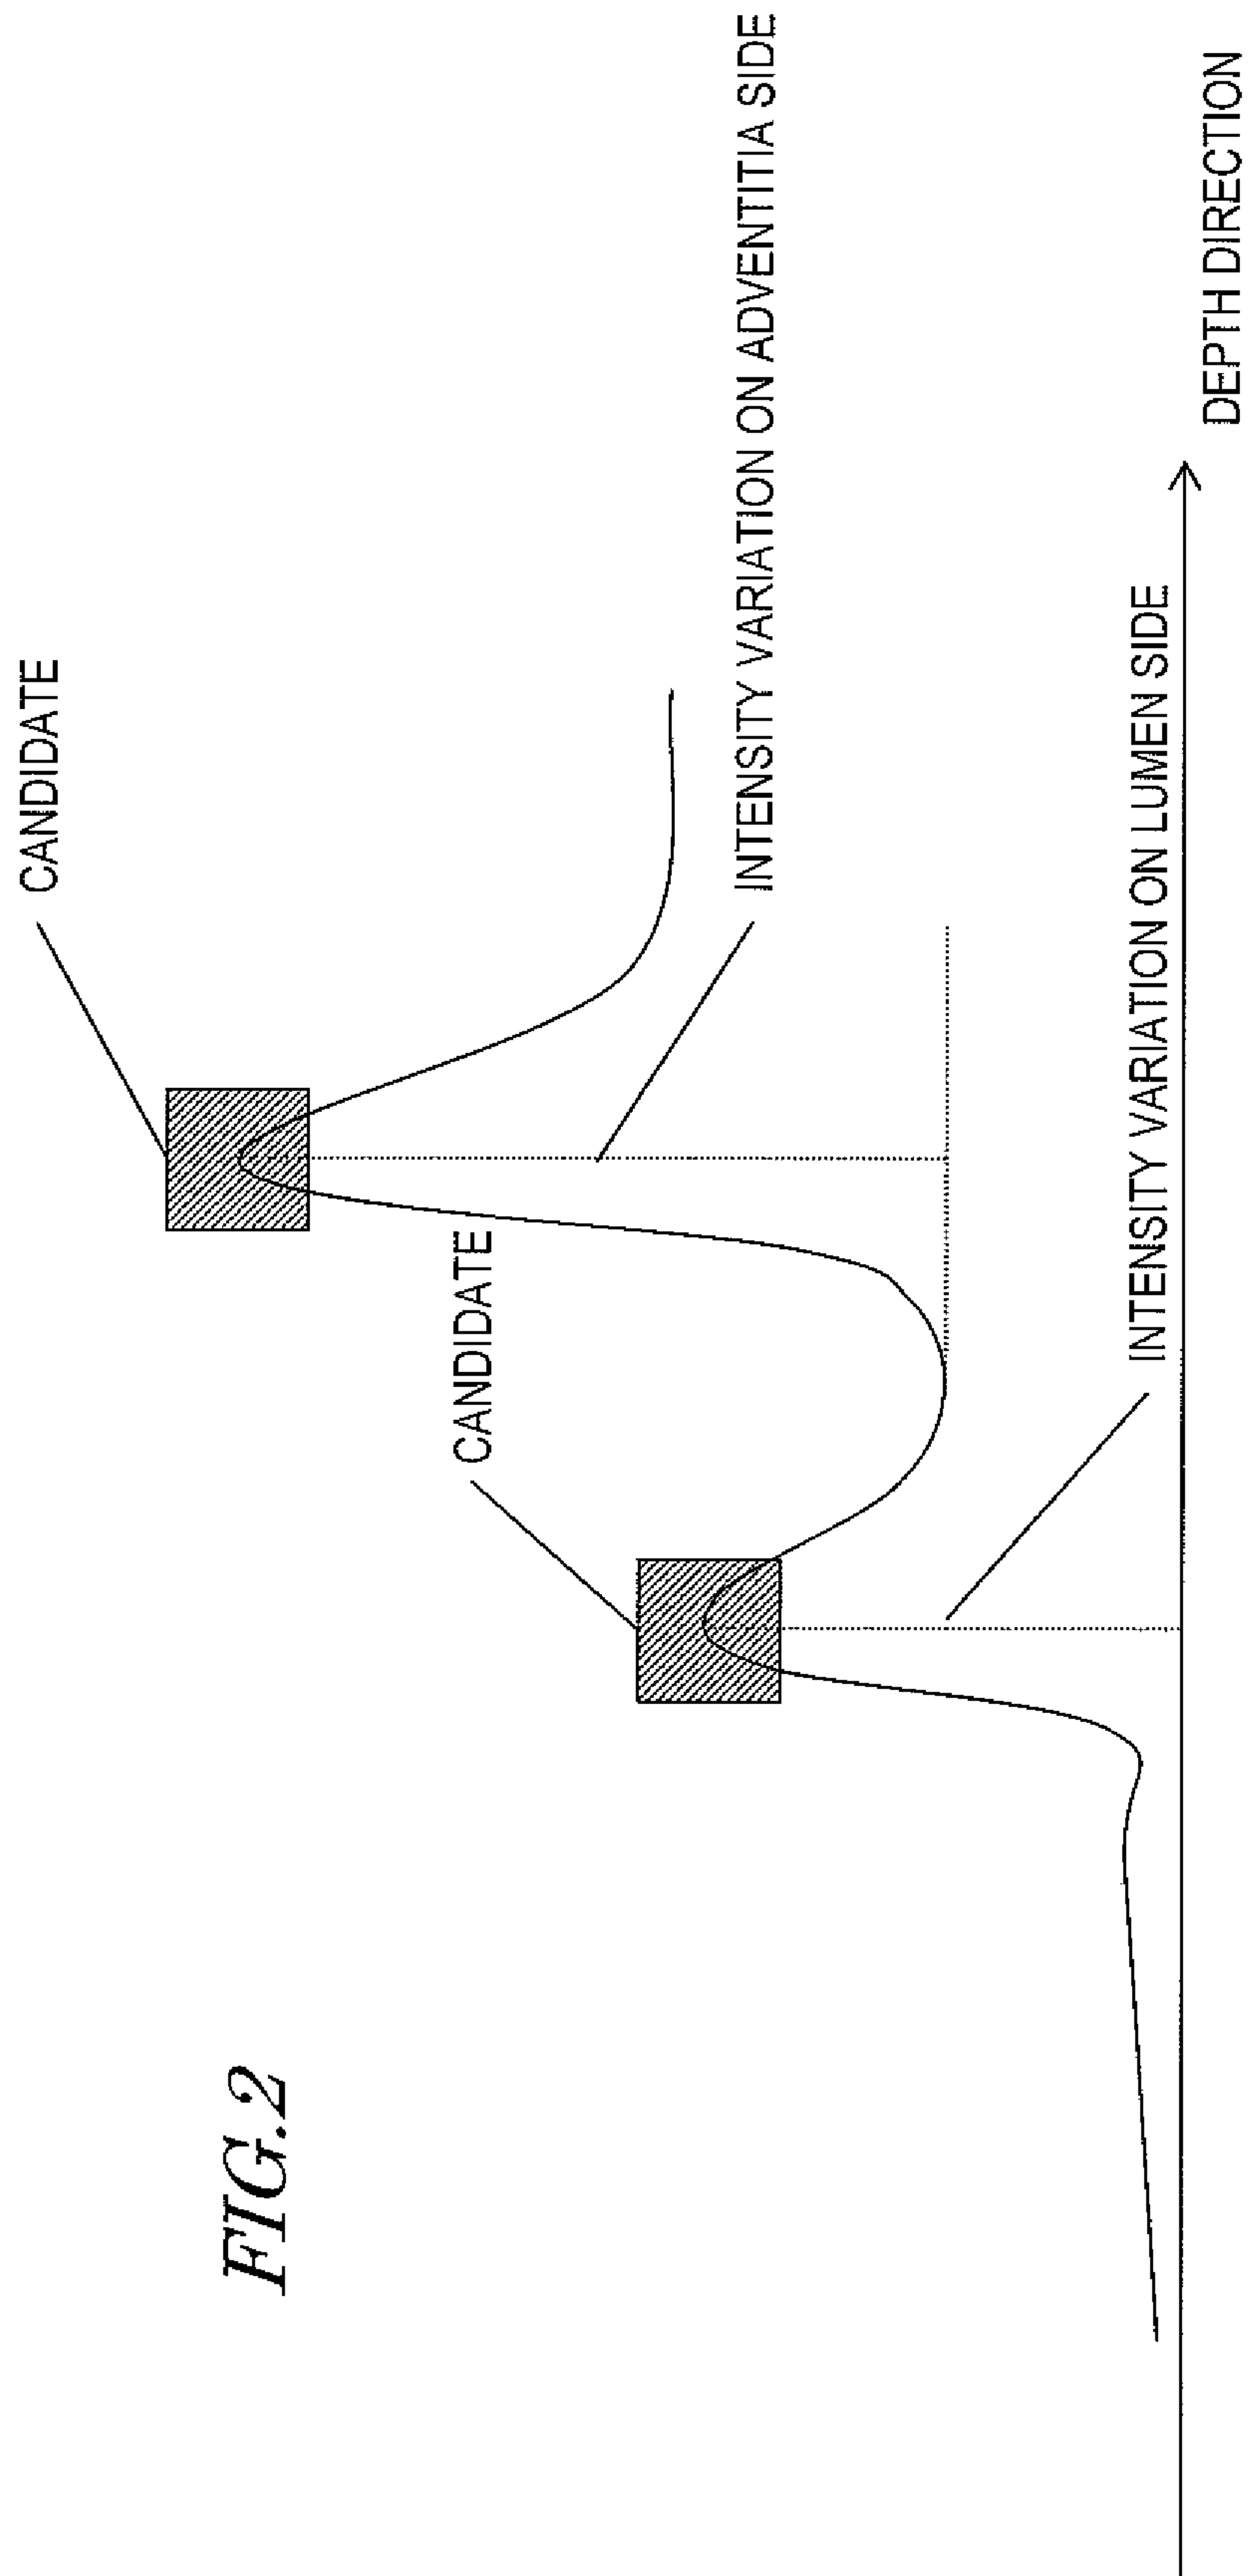 FIG.2
CANDIDATE
CANDIDATE
INTENSITY VARIATION ON ADVENTITIA SIDE
INTENSITY VARIATION ON LUMEN SIDE
DEPTH DIRECTION